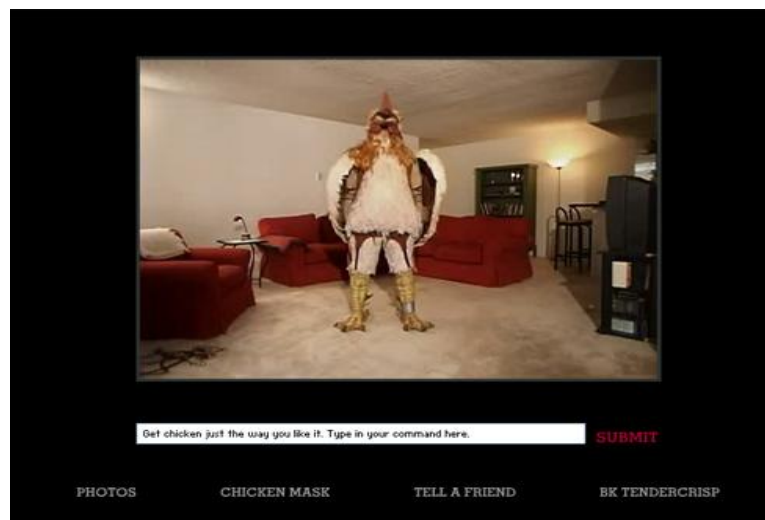 Get chicken just the way you like it. Type in your command here.
SUBMIT
PHOTOS CHICKEN MASK TELL A FRIEND BK TENDERCRISP